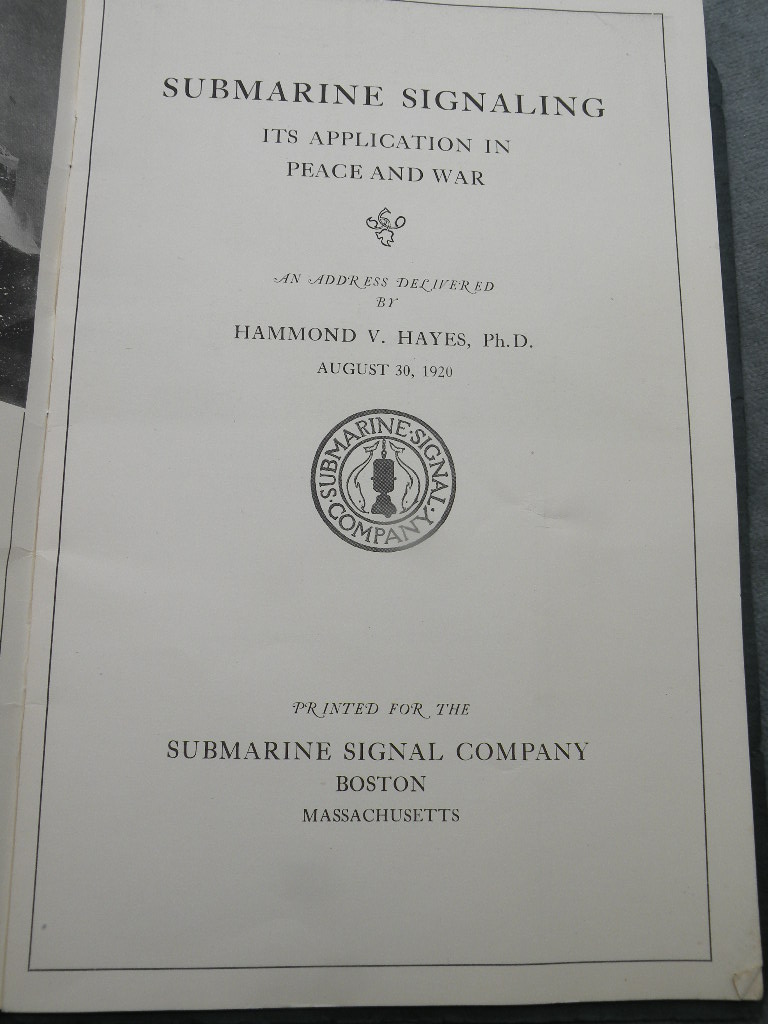 SUBMARINE SIGNALING
ITS APPLICATION IN
PEACE AND WAR
AN ADDRESS DELIVERED
BY
HAMMOND V. HAYES, Ph.D.
AUGUST 30, 1920
SUBMARINE·SIGNAL·
COMPANY·
PRINTED FOR THE
SUBMARINE SIGNAL COMPANY
BOSTON
MASSACHUSETTS